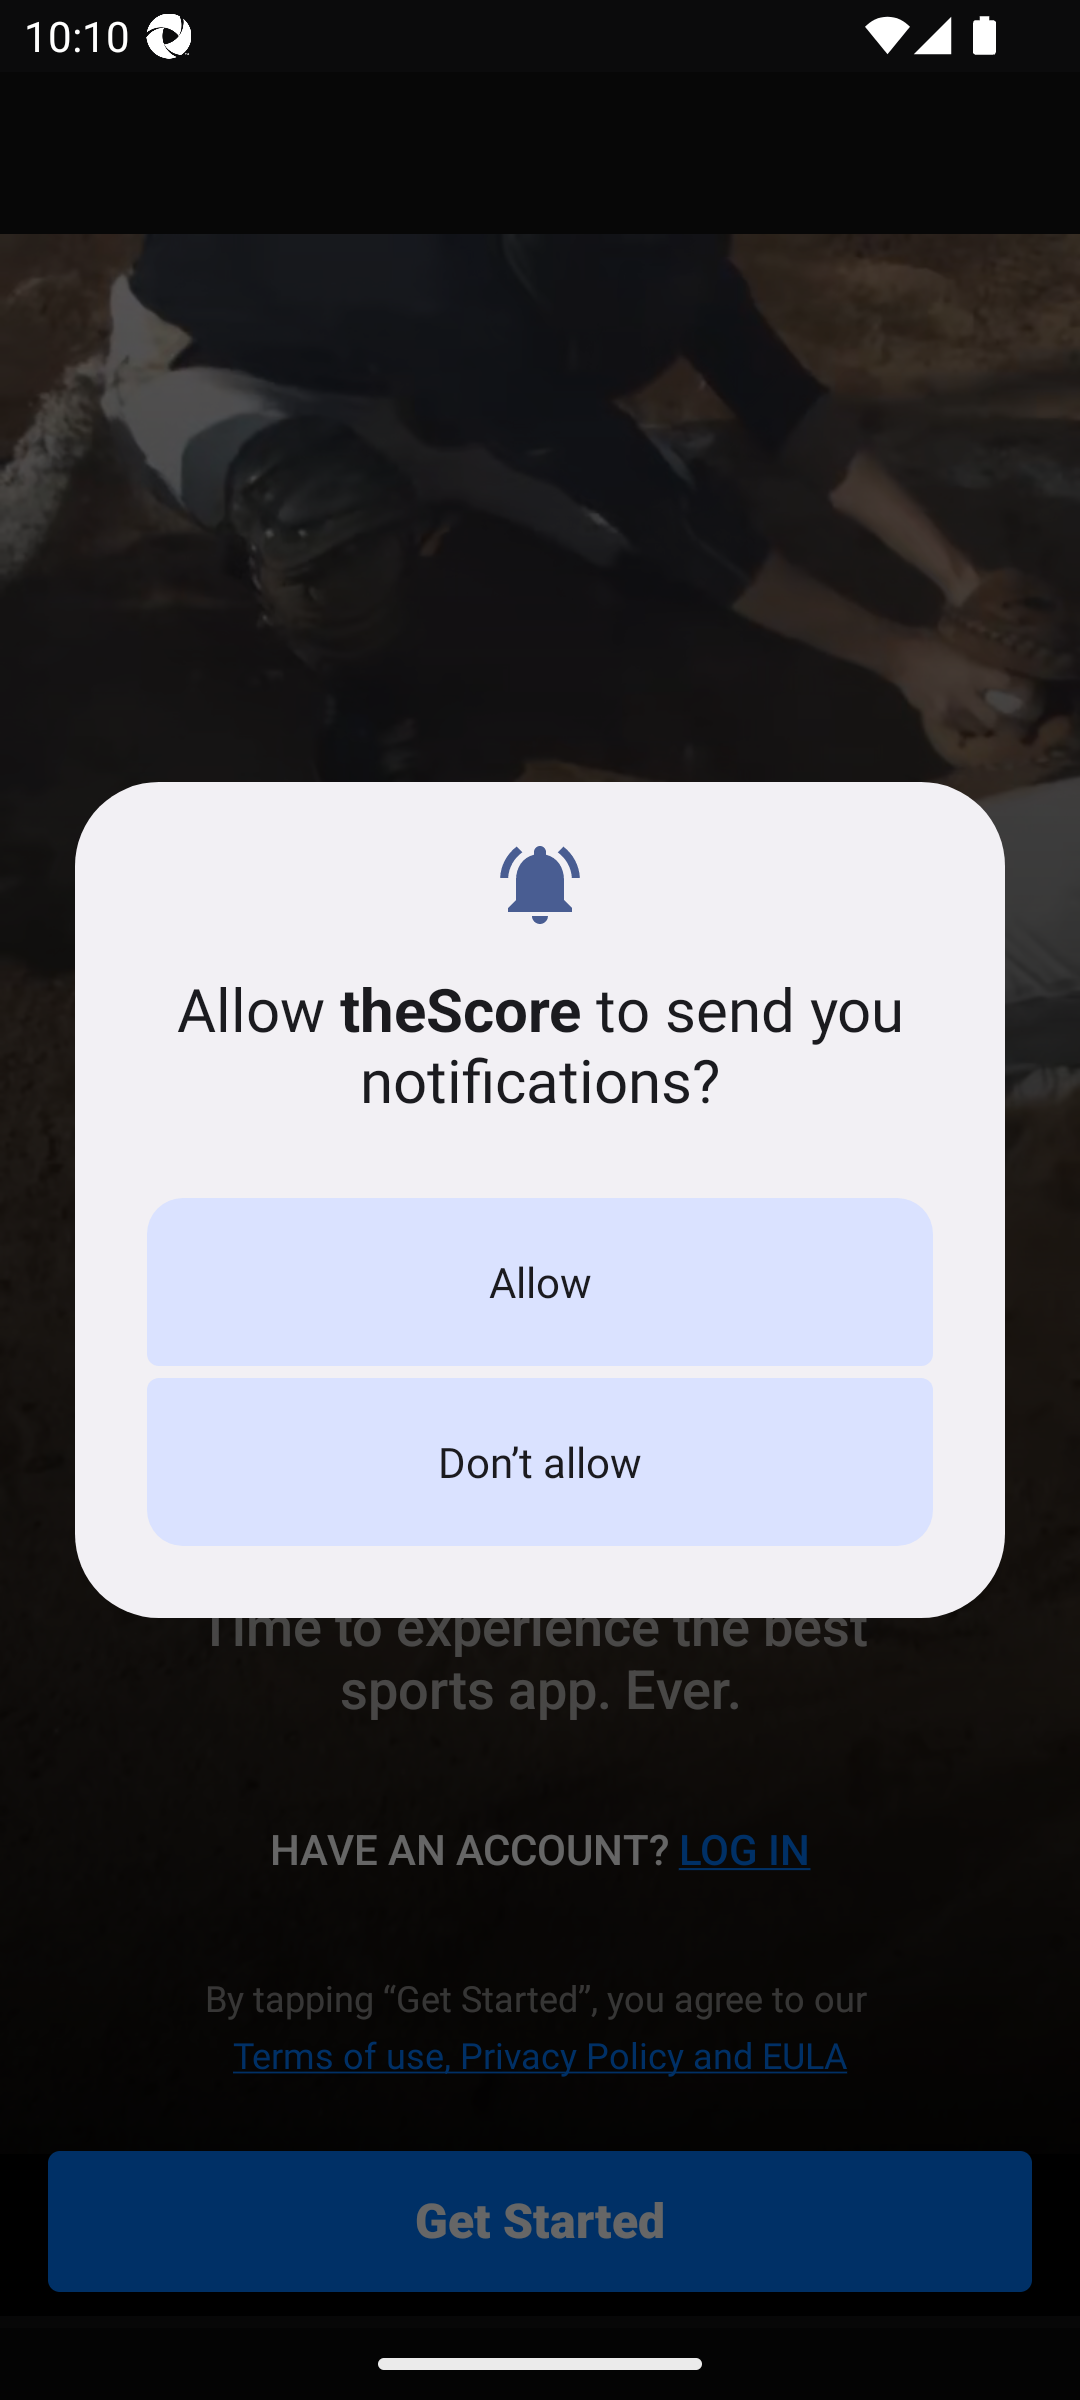 10:10
Allow theScore to send you
notifications?
Allow
Don’t allow
Time to experience the best
sports app. Ever.
HAVE AN ACCOUNT? LOG IN
By tapping “Get Started”, you agree to our
Terms of use, Privacy Policy and EULA
Get Started